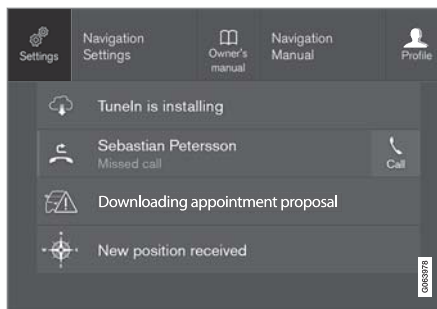 Settings
Navigation
Settings
Owner's
manual
Navigation
Manual
Profile
TuneIn is installing
Sebastian Petersson
Missed call
Call
Downloading appointment proposal
New position received
G063978